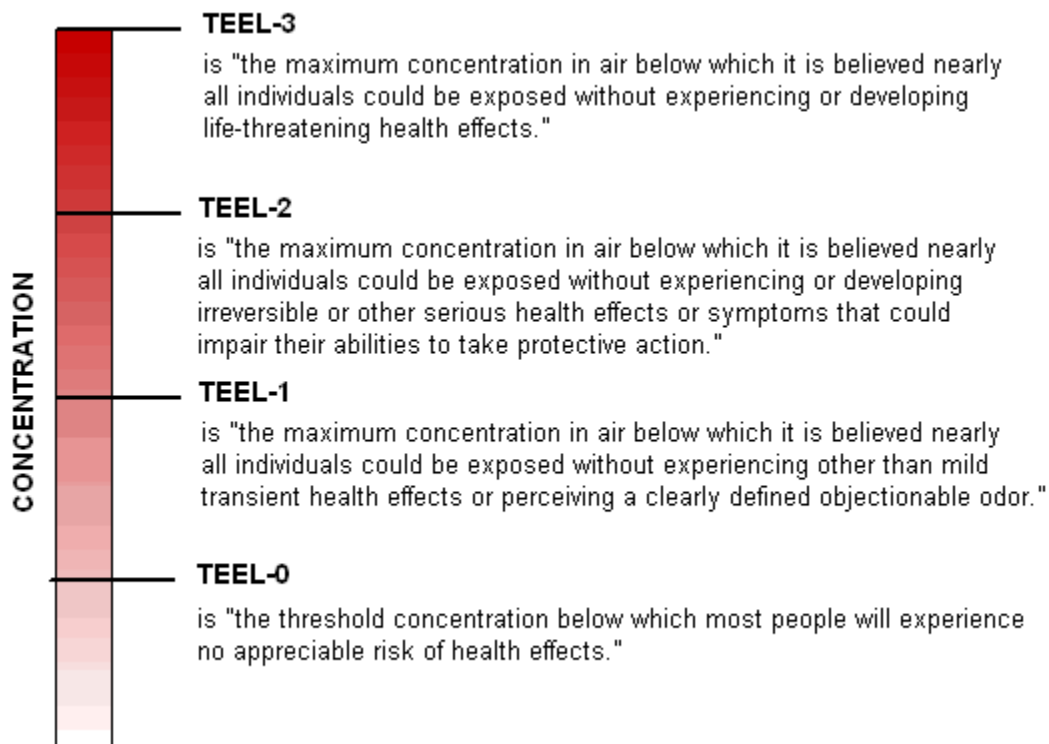 TEEL-3
is "the maximum concentration in air below which it is believed nearly
all individuals could be exposed without experiencing or developing
life-threatening health effects."
TEEL-2
is "the maximum concentration in air below which it is believed nearly
all individuals could be exposed without experiencing or developing
irreversible or other serious health effects or symptoms that could
impair their abilities to take protective action."
CONCENTRATION
TEEL-1
is "the maximum concentration in air below which it is believed nearly
all individuals could be exposed without experiencing other than mild
transient health effects or perceiving a clearly defined objectionable odor."
TEEL-0
is "the threshold concentration below which most people will experience
no appreciable risk of health effects."